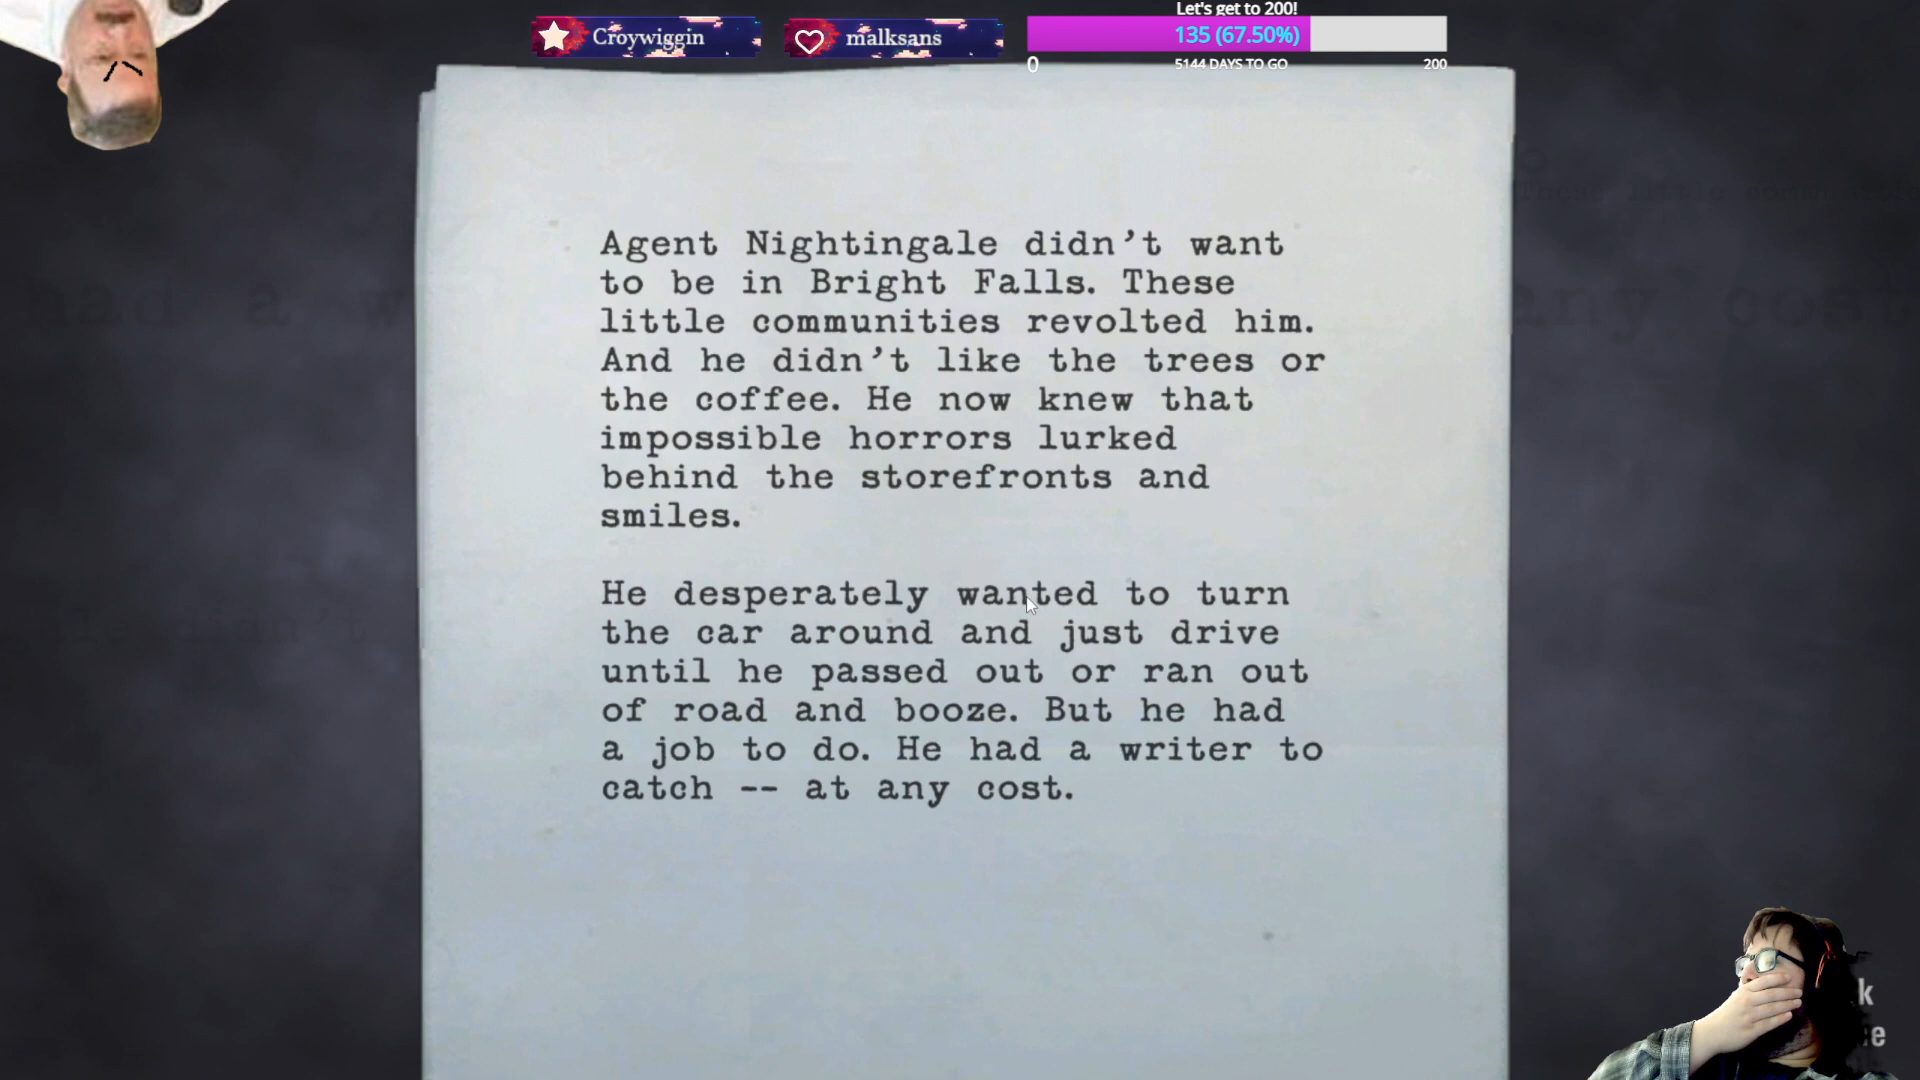 Let's get to 200!
Croywiggin
malksans
135 (67.50%)
0
5144 DAYS TO GO
200
Agent Nightingale didn't want
to be in Bright Falls. These
little communities revolted him.
And he didn't like the trees or
the coffee. He now knew that
impossible horrors lurked
behind the storefronts and
smiles.
He desperately wanted to turn
the car around and just drive
until he passed out or ran out
of road and booze. But he had
a job to do. He had a writer to
catch -- at any cost.